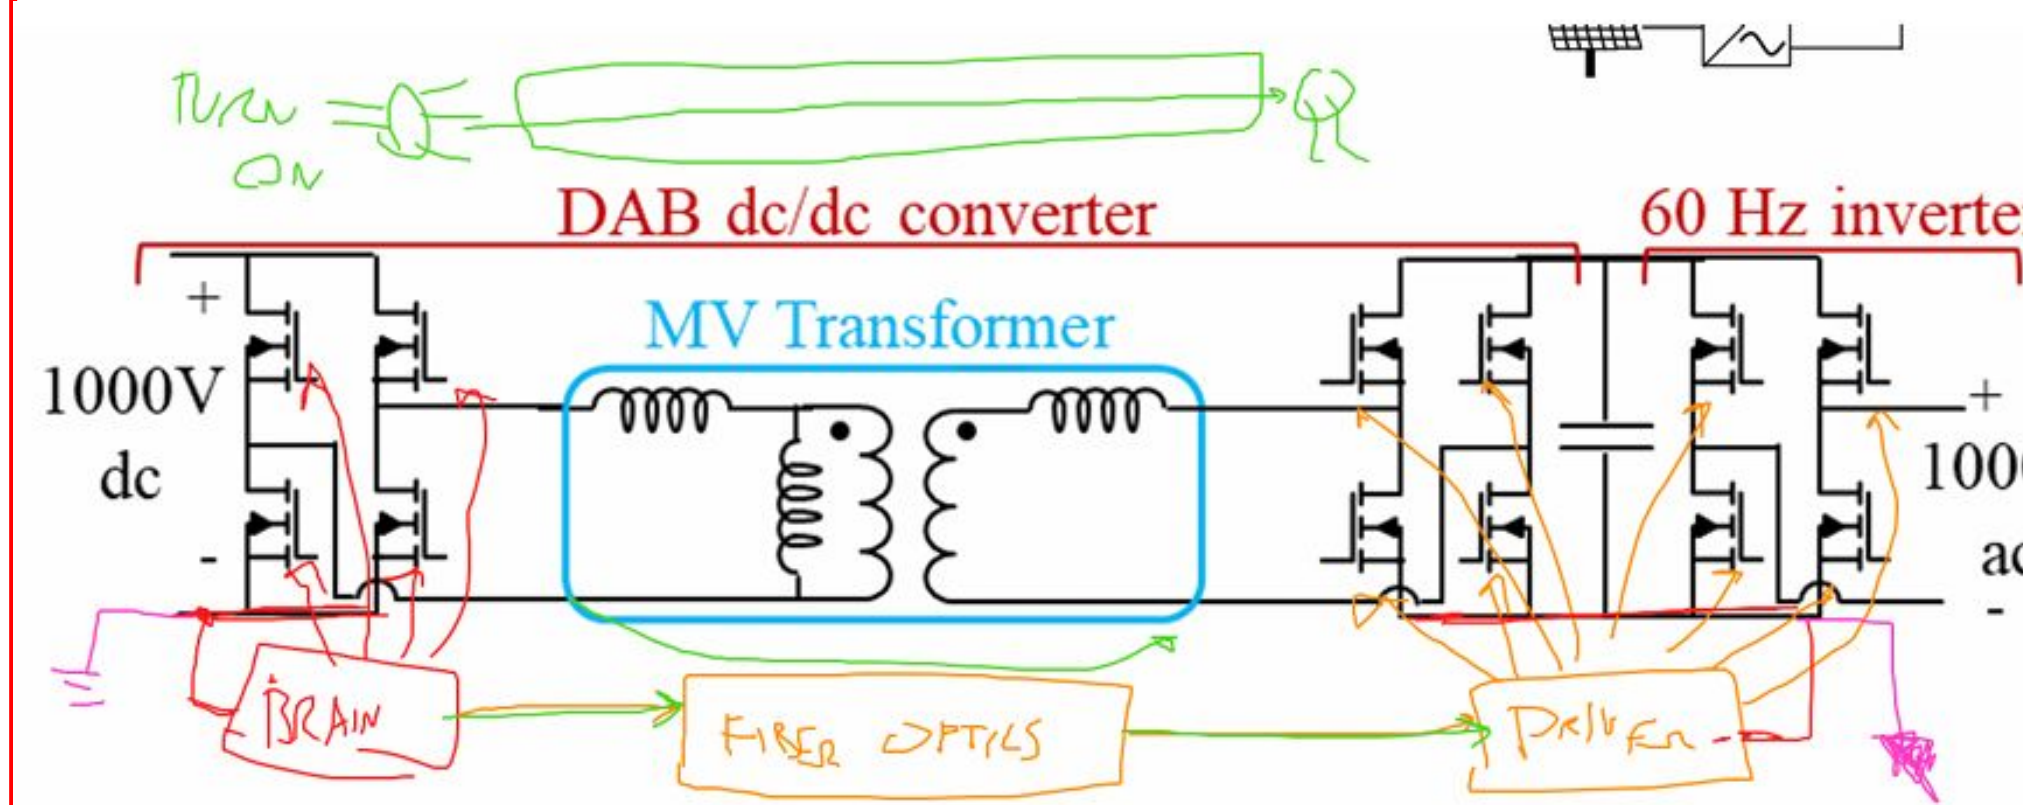 TURN
ON
DAB dc/dc converter
60 Hz inverte
MV Transformer
+
1000V
dc
-
+
100
ac
-
BRAIN
FIBER OPTICS
DRIVER